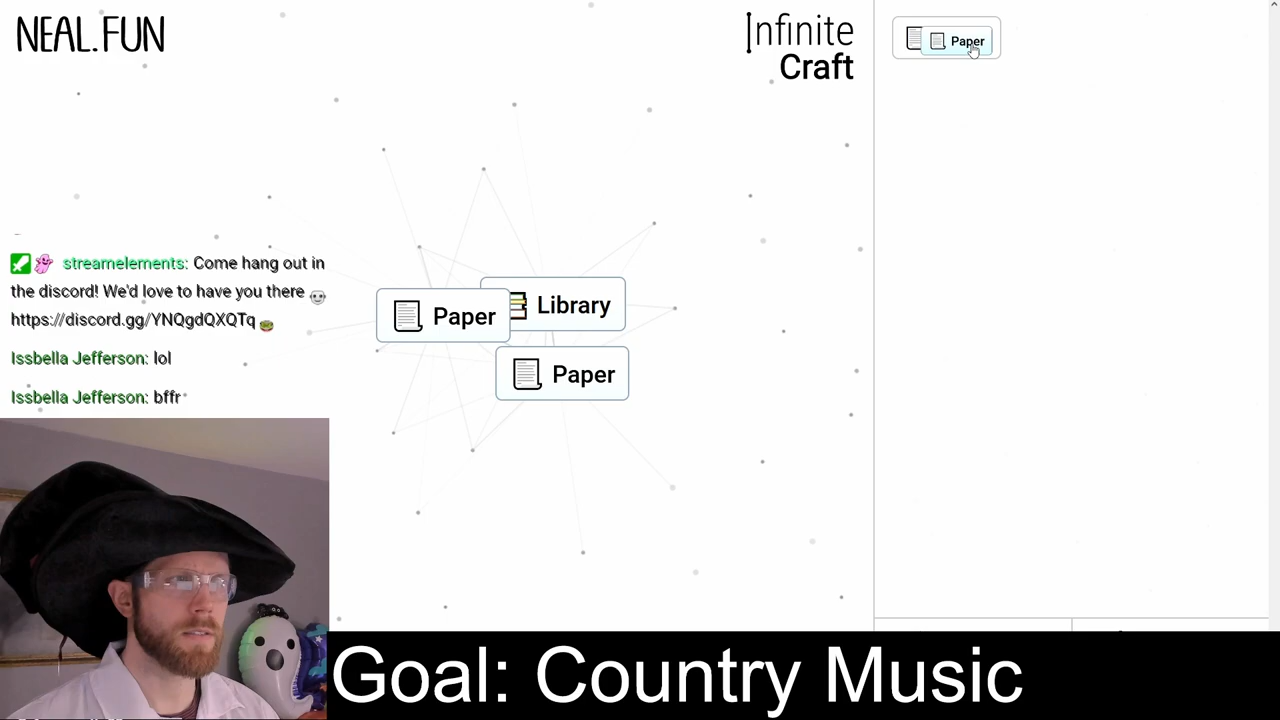 NEAL.FUN
Infinite
Craft
Paper
streamelements: Come hang out in
the discord! We'd love to have you there
https://discord.gg/YNQgdQXQTq
Issbella Jefferson: lol
Issbella Jefferson: bffr
Library
Paper
Paper
Goal: Country Music